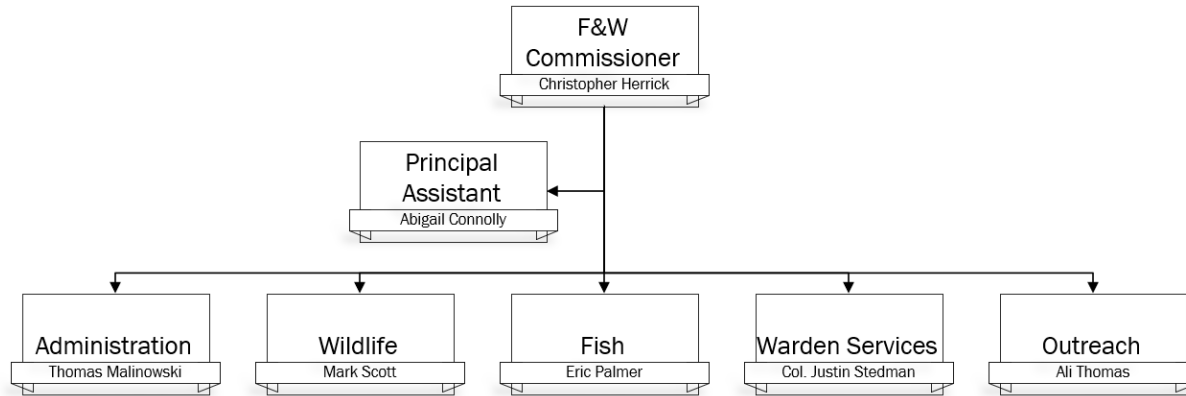 F&W
Commissioner
Christopher Herrick
Principal
Assistant
Abigail Connolly
Administration
Thomas Malinowski
Wildlife
Mark Scott
Fish
Eric Palmer
Warden Services
Col. Justin Stedman
Outreach
Ali Thomas